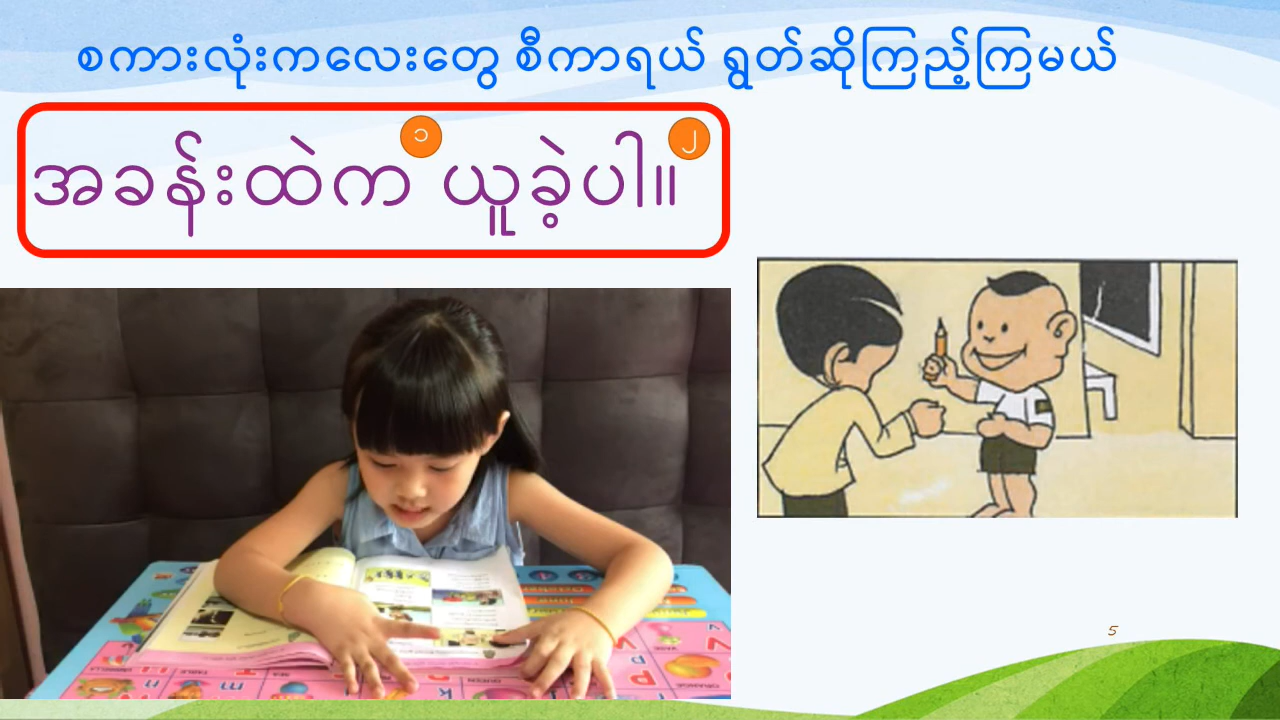 စကားလုံးကလေးတွေ စီကာရယ် ရွတ်ဆိုကြည့်ကြမယ်
၁ ၂
အခန်းထဲက ယူခဲ့ပါ။
5